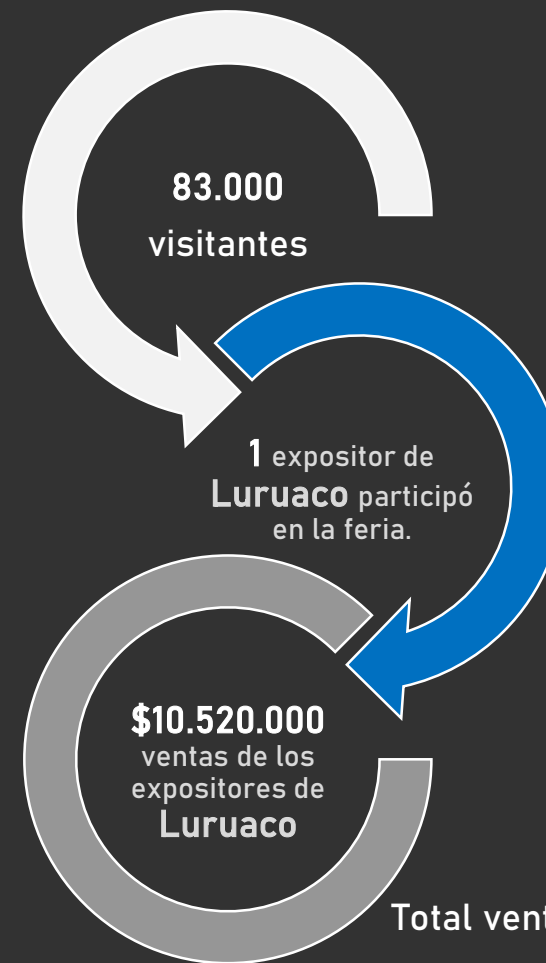 83.000
visitantes
1 expositor de
Luruaco participó
en la feria.
$10.520.000
ventas de los
expositores de
Luruaco
Total